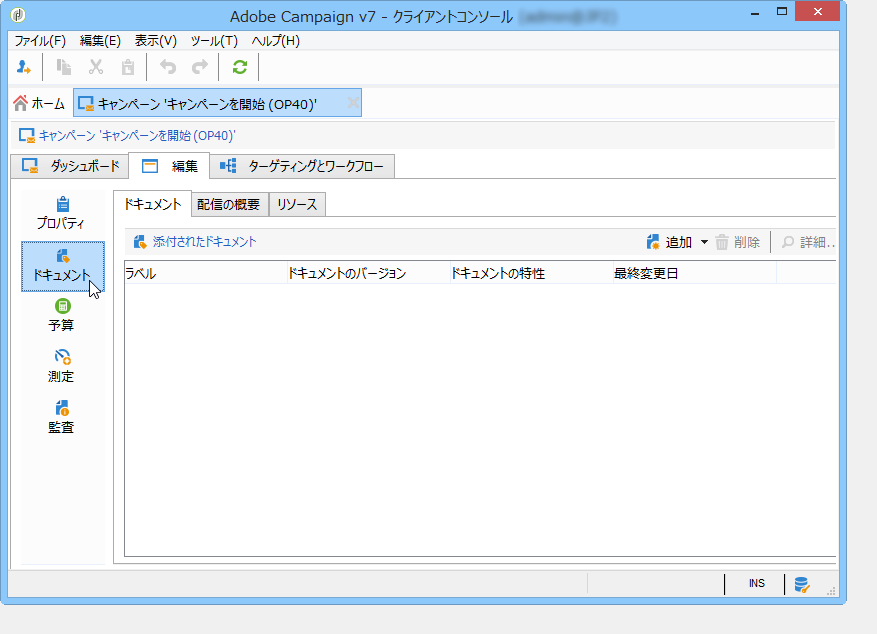 Adobe Campaign v7 - クライアントコンソール
ファイル(F) 編集(E) 表示(V) ツール(T) ヘルプ(H)
ホーム キャンペーン 'キャンペーンを開始 (OP40)'
キャンペーン 'キャンペーンを開始 (OP40)'
ダッシュボード 編集 ターゲティングとワークフロー
プロパティ
ドキュメント
予算
測定
監査
ドキュメント 配信の概要 リソース
添付されたドキュメント 追加 削除 詳細...
ラベル ドキュメントのバージョン ドキュメントの特性 最終変更日
INS